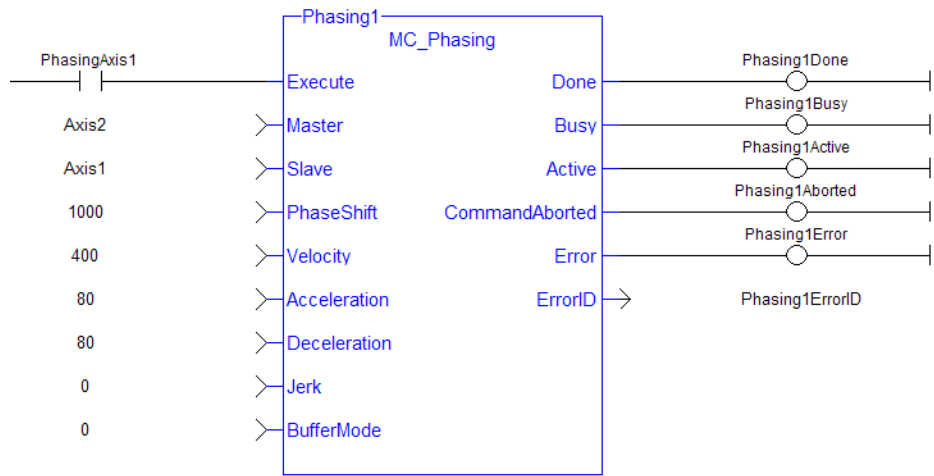 Phasing1
MC_Phasing
PhasingAxis1 Execute Done Phasing1Done
Axis2 Master Busy Phasing1Busy
Axis1 Slave Active Phasing1Active
1000 PhaseShift CommandAborted Phasing1Aborted
400 Velocity Error Phasing1Error
80 Acceleration ErrorID Phasing1ErrorID
80 Deceleration
0 Jerk
0 BufferMode